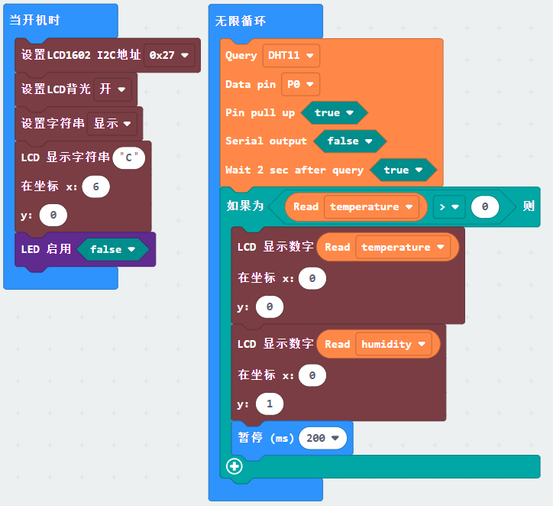 当开机时
设置LCD1602 I2C地址 0x27
设置LCD背光 开
设置字符串 显示
LCD 显示字符串 "C"
在坐标 x: 6
y: 0
LED 启用 false
无限循环
Query DHT11
Data pin P0
Pin pull up true
Serial output false
Wait 2 sec after query true
如果为 Read temperature > 0 则
LCD 显示数字 Read temperature
在坐标 x: 0
y: 0
LCD 显示数字 Read humidity
在坐标 x: 0
y: 1
暂停 (ms) 200